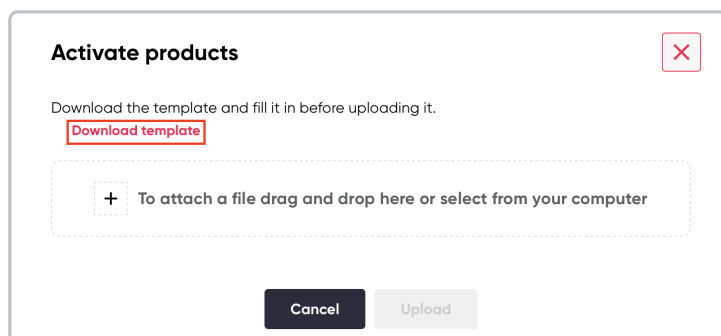 Activate products
Download the template and fill it in before uploading it.
Download template
To attach a file drag and drop here or select from your computer
Cancel
Upload